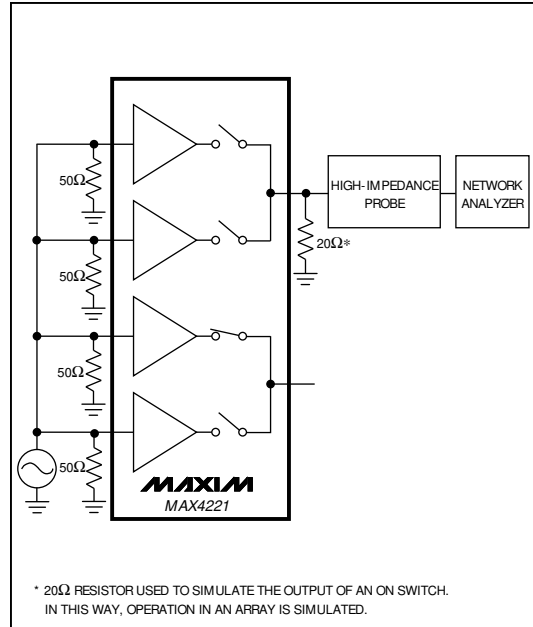 50Ω
HIGH-IMPEDANCE
PROBE
NETWORK
ANALYZER
20Ω*
50Ω
50Ω
50Ω
MAXIM
MAX4221
* 20Ω RESISTOR USED TO SIMULATE THE OUTPUT OF AN ON SWITCH.
IN THIS WAY, OPERATION IN AN ARRAY IS SIMULATED.